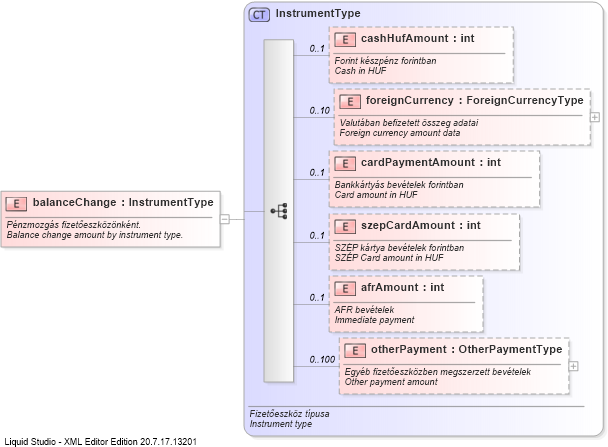 CT InstrumentType
0..1
E cashHufAmount : int
Forint készpénz forintban
Cash in HUF
0..10
E foreignCurrency : ForeignCurrencyType
Valutában befizetett összeg adatai
Foreign currency amount data
0..1
E cardPaymentAmount : int
Bankkártyás bevételek forintban
Card amount in HUF
E balanceChange : InstrumentType
Pénzmozgás fizetőeszközönként.
Balance change amount by instrument type.
0..1
E szepCardAmount : int
SZÉP kártya bevételek forintban
SZÉP Card amount in HUF
0..1
E afrAmount : int
AFR bevételek
Immediate payment
0..100
E otherPayment : OtherPaymentType
Egyéb fizetőeszközben megszerzett bevételek
Other payment amount
Fizetőeszköz típusa
Instrument type
Liquid Studio - XML Editor Edition 20.7.17.13201